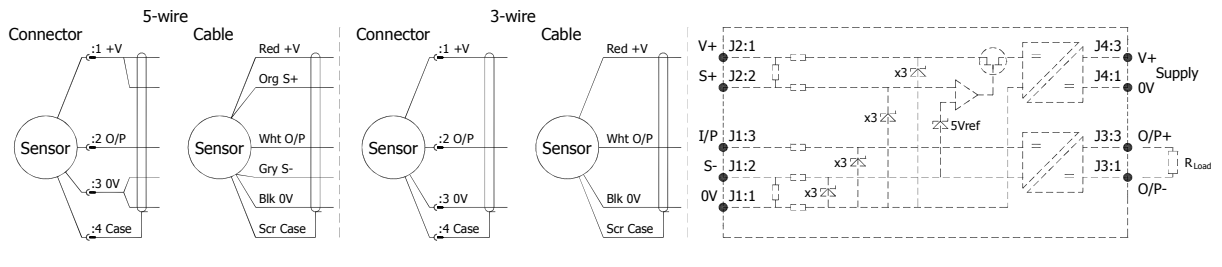 5-wire
Connector
Cable
:1 +V
:2 O/P
:3 0V
:4 Case
Sensor
Red +V
Org S+
Wht O/P
Gry S-
Blk 0V
Scr Case
Sensor
3-wire
Connector
Cable
:1 +V
:2 O/P
:3 0V
:4 Case
Sensor
Red +V
Wht O/P
Blk 0V
Scr Case
Sensor
V+ J2:1
S+ J2:2
I/P J1:3
S- J1:2
0V J1:1
x3
x3
x3
x3
5Vref
J4:3 V+
Supply
J4:1 0V
J3:3 O/P+
RLoad
J3:1 O/P-